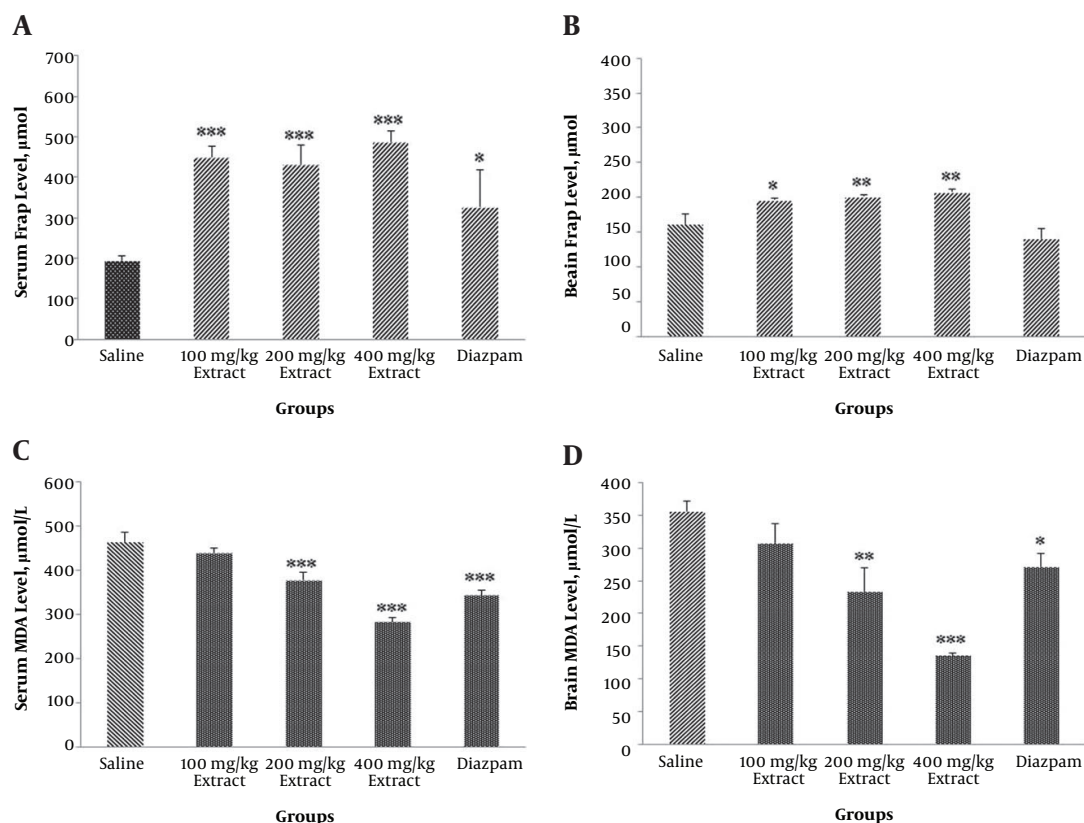 A
Serum Frap Level, µmol
700
600
500
400
300
200
100
0
***
***
***
*
Saline
100 mg/kg
Extract
200 mg/kg
Extract
400 mg/kg
Extract
Diazpam
Groups
B
Beain Frap Level, µmol
400
350
300
250
200
150
100
50
0
*
**
**
Saline
100 mg/kg
Extract
200 mg/kg
Extract
400 mg/kg
Extract
Diazpam
Groups
C
Serum MDA Level, µmol/L
600
500
400
300
400
200
100
0
***
***
***
Saline
100 mg/kg
Extract
200 mg/kg
Extract
400 mg/kg
Extract
Diazpam
Groups
D
Brain MDA Level, µmol/L
400
350
300
250
200
150
100
50
0
**
***
*
Saline
100 mg/kg
Extract
200 mg/kg
Extract
400 mg/kg
Extract
Diazpam
Groups